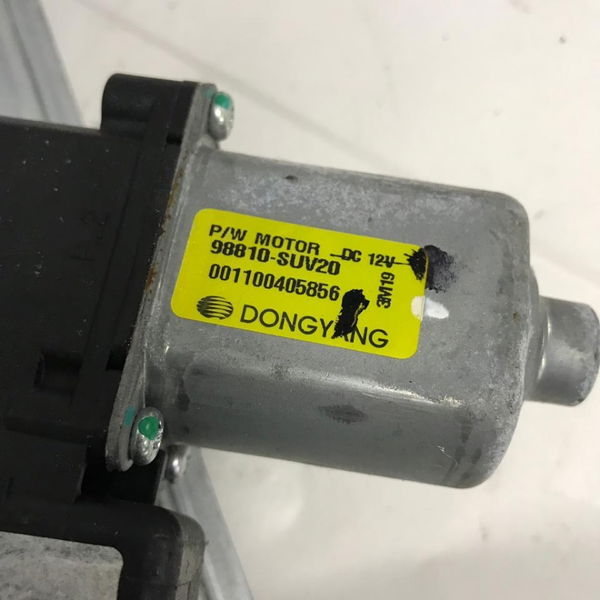 P/W MOTOR DC 12V
98810-SUV20
001100405856
3M19
DONGYANG